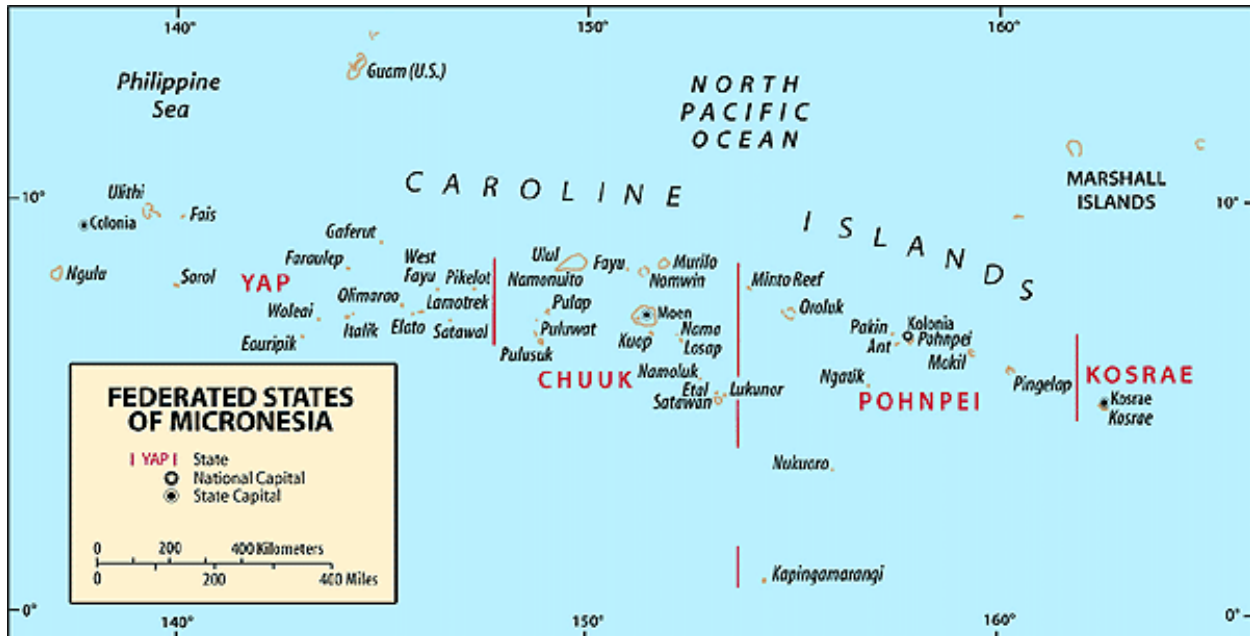 140°
150°
160°
Philippine
Sea
Guam (U.S.)
NORTH
PACIFIC
OCEAN
MARSHALL
ISLANDS
10°
10°
CAROLINE
ISLANDS
Ulithi
Colonia
Fais
Ngulu
Sorol
YAP
Gaferut
Faraulep
West
Fayu
Pikelot
Olimarao
Lamotrek
Woleai
Italik
Elato
Satawal
Eauripik
Ulul
Fayu
Murilo
Namonuito
Nomwin
Pulap
Moen
Puluwat
Kuop
Nama
Losap
Pulusuk
CHUUK
Namoluk
Etal
Lukunor
Satawan
Minto Reef
Oroluk
Pakin
Kolonia
Pohnpei
Ant
Mokil
Ngatik
Pingelap
POHNPEI
KOSRAE
Kosrae
Kosrae
Nukuoro
Kapingamarangi
FEDERATED STATES
OF MICRONESIA
YAP State
National Capital
State Capital
0 200 400 Kilometers
0 200 400 Miles
0°
0°
140°
150°
160°